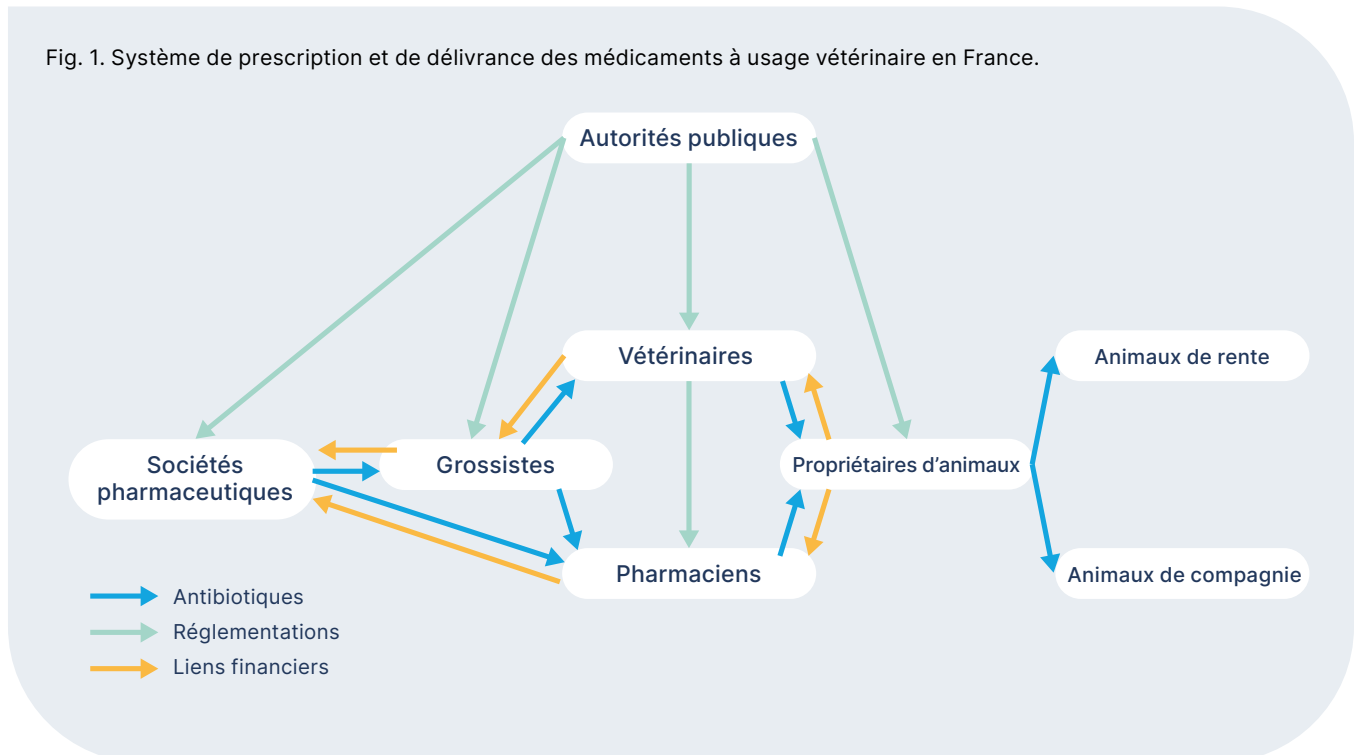 Fig. 1. Système de prescription et de délivrance des médicaments à usage vétérinaire en France.
Autorités publiques
Vétérinaires
Animaux de rente
Sociétés
pharmaceutiques
Grossistes
Propriétaires d’animaux
Pharmaciens
Animaux de compagnie
Antibiotiques
Réglementations
Liens financiers